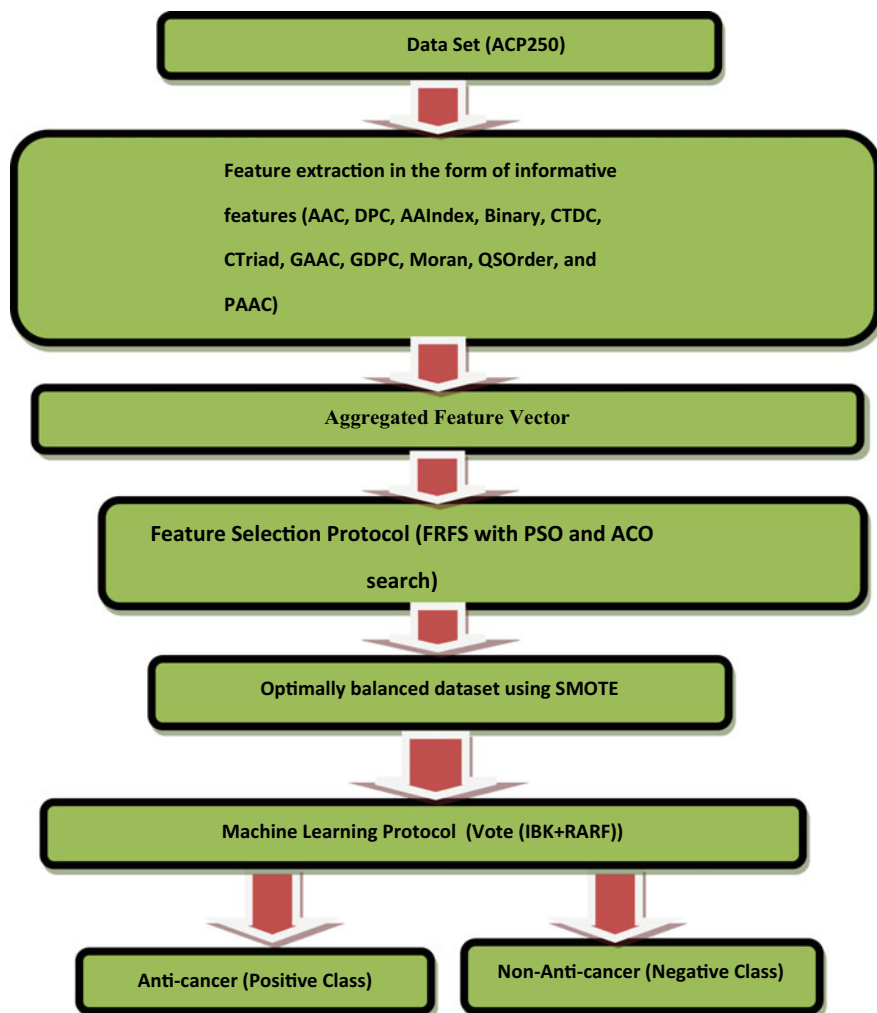 Data Set (ACP250)
Feature extraction in the form of informative
features (AAC, DPC, AAIndex, Binary, CTDC,
CTriad, GAAC, GDPC, Moran, QSOrder, and
PAAC)
Aggregated Feature Vector
Feature Selection Protocol (FRFS with PSO and ACO
search)
Optimally balanced dataset using SMOTE
Machine Learning Protocol (Vote (IBK+RARF))
Anti-cancer (Positive Class)
Non-Anti-cancer (Negative Class)